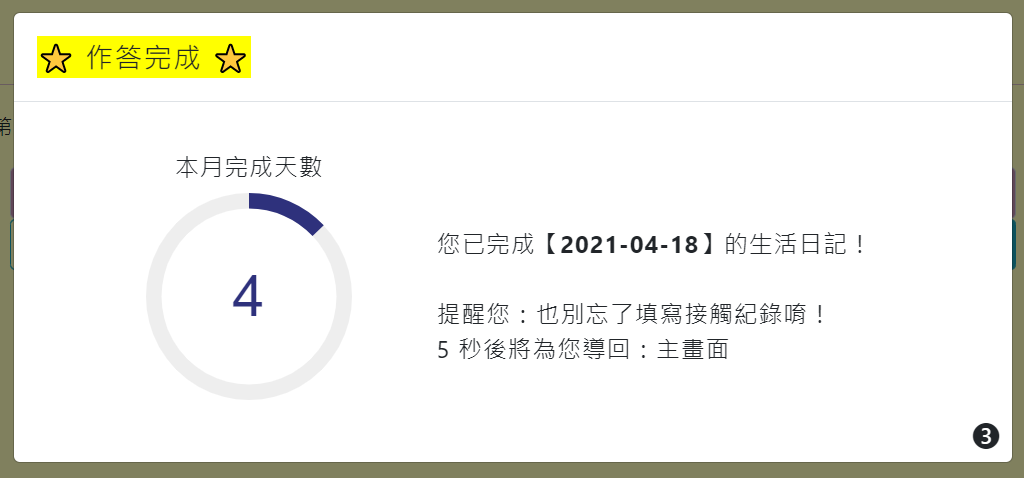 作答完成
本月完成天數
4
您已完成【2021-04-18】的生活日記！
提醒您：也別忘了填寫接觸紀錄唷！
5 秒後將為您導回：主畫面
3
第